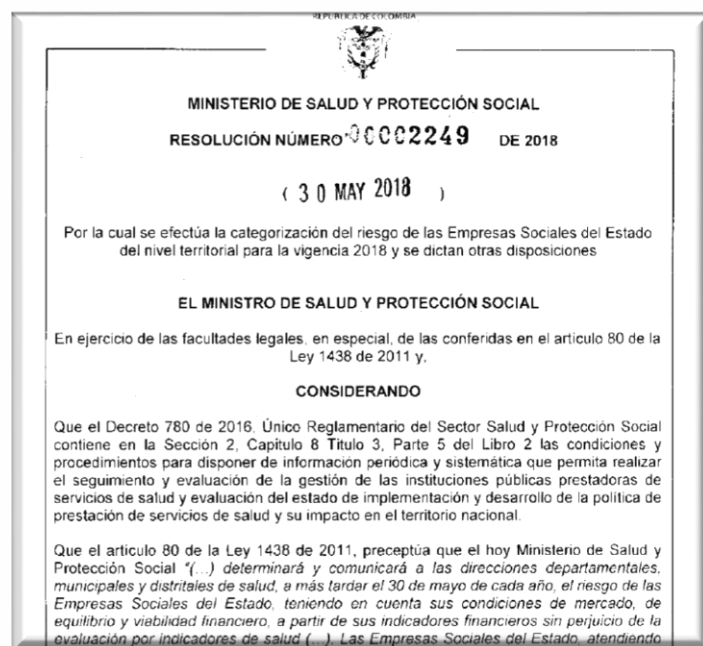 REPUBLICA DE COLOMBIA
MINISTERIO DE SALUD Y PROTECCIÓN SOCIAL
RESOLUCIÓN NÚMERO 00002249 DE 2018
( 30 MAY 2018 )
Por la cual se efectúa la categorización del riesgo de las Empresas Sociales del Estado
del nivel territorial para la vigencia 2018 y se dictan otras disposiciones
EL MINISTRO DE SALUD Y PROTECCIÓN SOCIAL
En ejercicio de las facultades legales, en especial, de las conferidas en el artículo 80 de la
Ley 1438 de 2011 y,
CONSIDERANDO
Que el Decreto 780 de 2016, Único Reglamentario del Sector Salud y Protección Social
contiene en la Sección 2, Capítulo 8 Titulo 3, Parte 5 del Libro 2 las condiciones y
procedimientos para disponer de información periódica y sistemática que permita realizar
el seguimiento y evaluación de la gestión de las instituciones públicas prestadoras de
servicios de salud y evaluación del estado de implementación y desarrollo de la política de
prestación de servicios de salud y su impacto en el territorio nacional.
Que el artículo 80 de la Ley 1438 de 2011, preceptúa que el hoy Ministerio de Salud y
Protección Social "(...) determinará y comunicará a las direcciones departamentales,
municipales y distritales de salud, a más tardar el 30 de mayo de cada año, el riesgo de las
Empresas Sociales del Estado, teniendo en cuenta sus condiciones de mercado, de
equilibrio y viabilidad financiero, a partir de sus indicadores financieros sin perjuicio de la
evaluación por indicadores de salud (...). Las Empresas Sociales del Estado, atendiendo